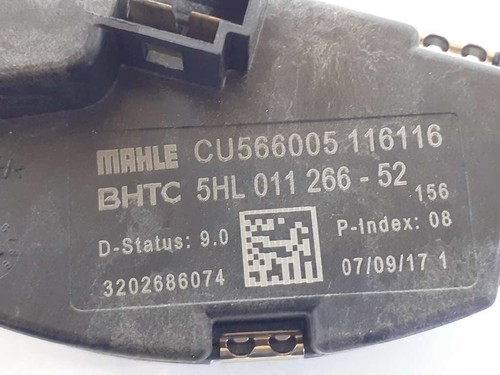 MAHLE CU566005 116116
BHTC 5HL 011 266 - 52 156
D-Status: 9.0 P-Index: 08
3202686074 07/09/17 1